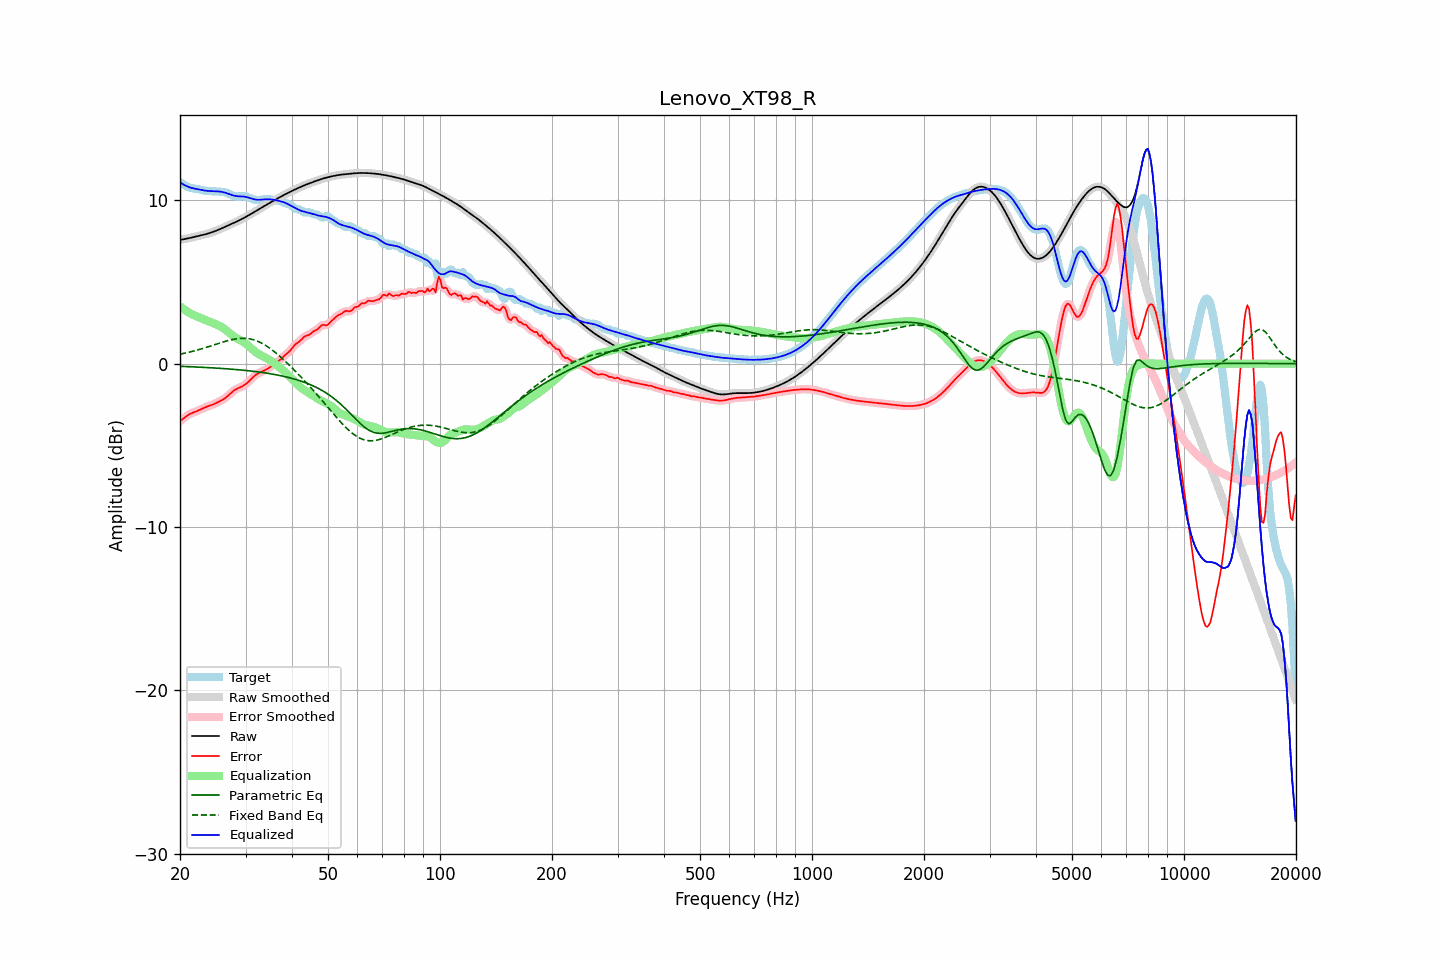 Lenovo_XT98_R
Amplitude (dBr)
10
0
−10
−20
−30
Target
Raw Smoothed
Error Smoothed
Raw
Error
Equalization
Parametric Eq
Fixed Band Eq
Equalized
20 50 100 200 500 1000 2000 5000 10000 20000
Frequency (Hz)